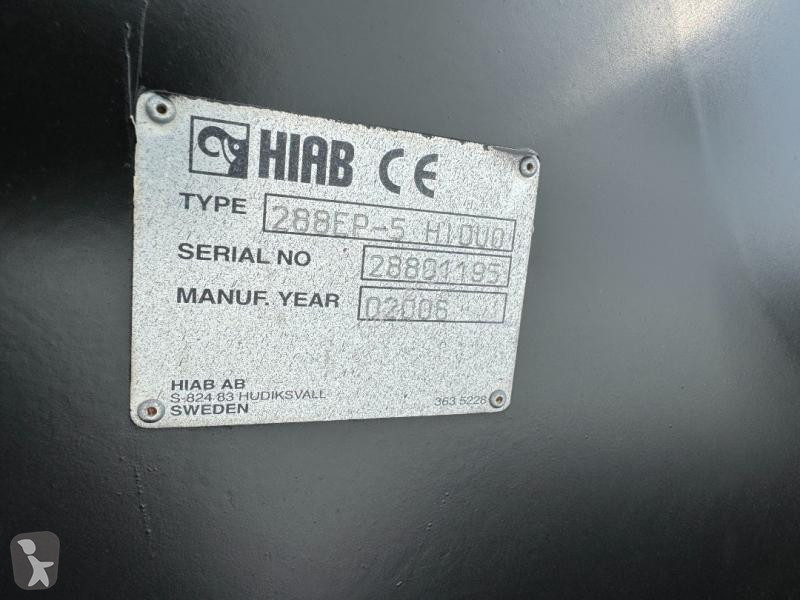 HIAB CE
TYPE 288EP-5 HIDUO
SERIAL NO 28801195
MANUF. YEAR 02006
HIAB AB
S-824 83 HUDIKSVALL
SWEDEN 363 5228